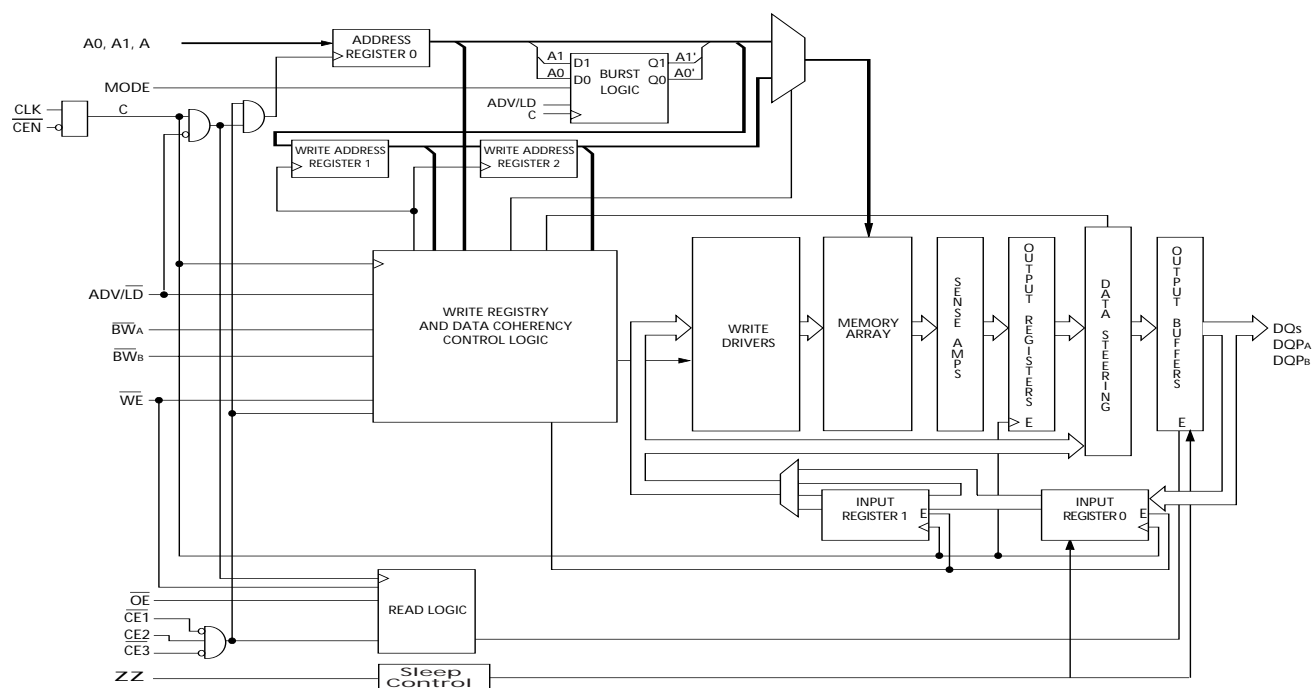 A0, A1, A
ADDRESS
REGISTER 0
A1
A0
D1
D0
BURST
LOGIC
Q1
Q0
A1'
A0'
MODE
ADV/LD
C
CLK
CEN
C
WRITE ADDRESS
REGISTER 1
WRITE ADDRESS
REGISTER 2
ADV/LD
BWA
BWB
WE
WRITE REGISTRY
AND DATA COHERENCY
CONTROL LOGIC
WRITE
DRIVERS
MEMORY
ARRAY
SENSE AMPS
OUTPUT REGISTERS
E
DATA STEERING
OUTPUT BUFFERS
E
DQs
DQPA
DQPB
INPUT
REGISTER 1
E
INPUT
REGISTER 0
E
OE
CE1
CE2
CE3
READ LOGIC
ZZ
Sleep
Control